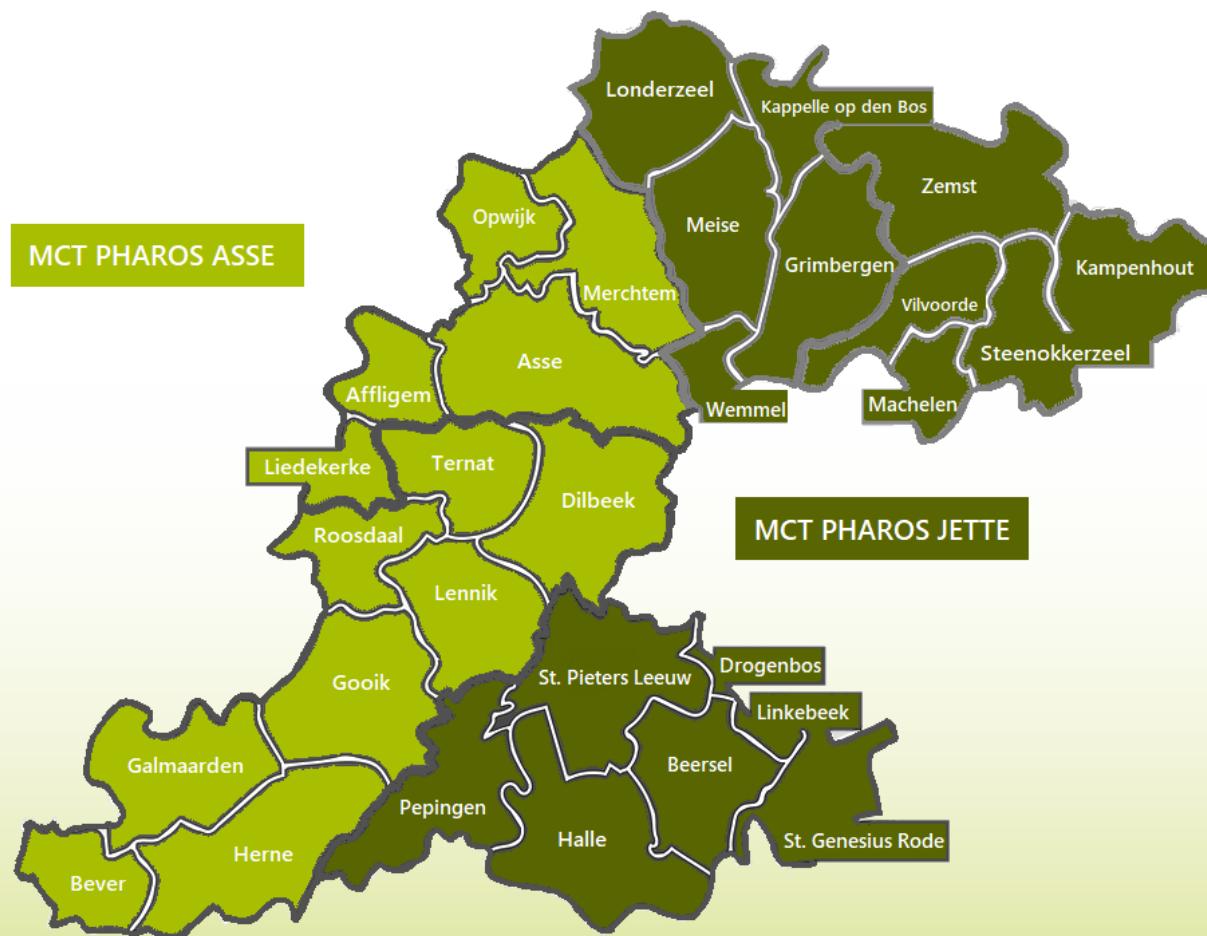 Londerzeel
Kappelle op den Bos
Zemst
Opwijk
Meise
MCT PHAROS ASSE
Grimbergen
Kampenhout
Merchtem
Vilvoorde
Asse
Steenokkerzeel
Affligem
Wemmel
Machelen
Liedekerke
Ternat
Dilbeek
MCT PHAROS JETTE
Roosdaal
Lennik
Drogenbos
St. Pieters Leeuw
Gooik
Linkebeek
Galmaarden
Beersel
Pepingen
Halle
St. Genesius Rode
Herne
Bever